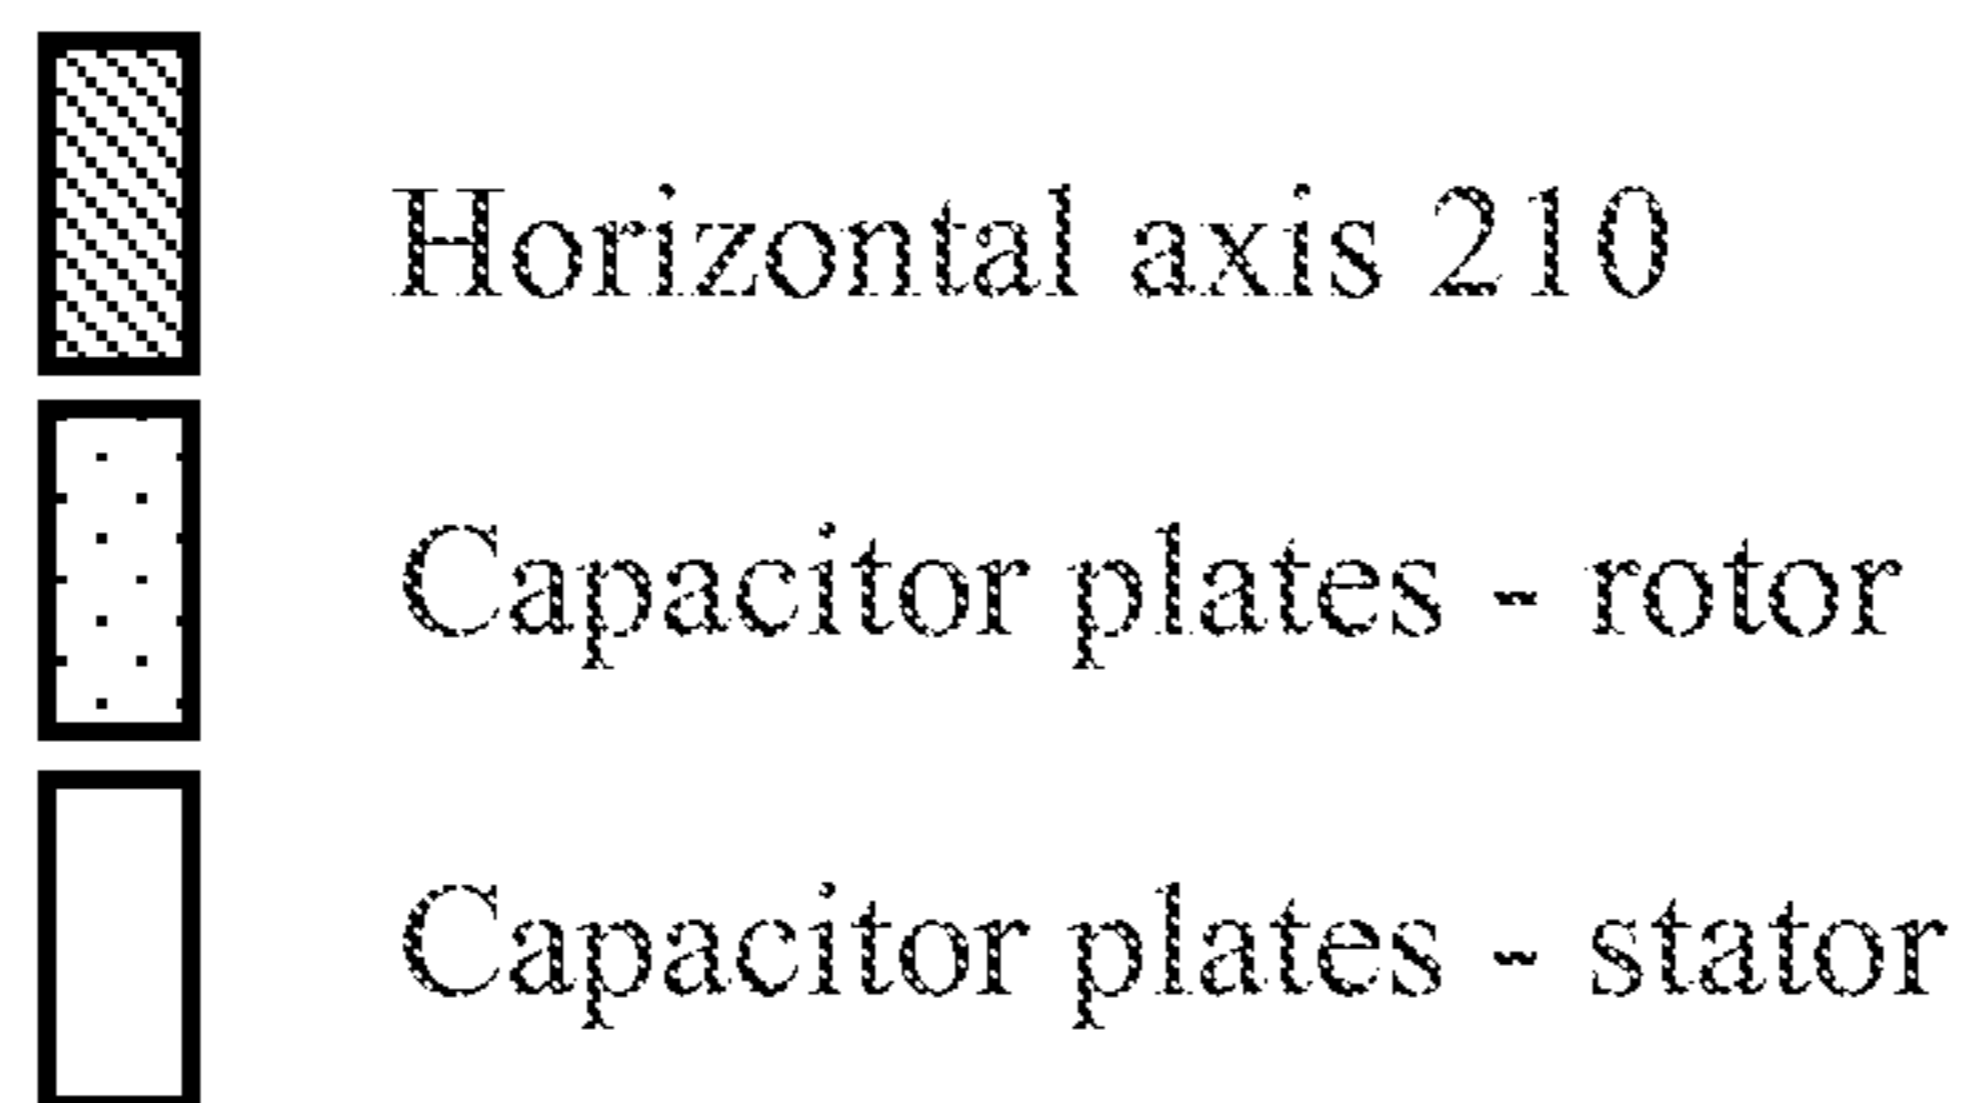 Horizontal axis 210
Capacitor plates - rotor
Capacitor plates - stator